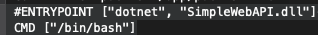 #ENTRYPOINT ["dotnet", "SimpleWebAPI.dll"]
CMD ["/bin/bash"]